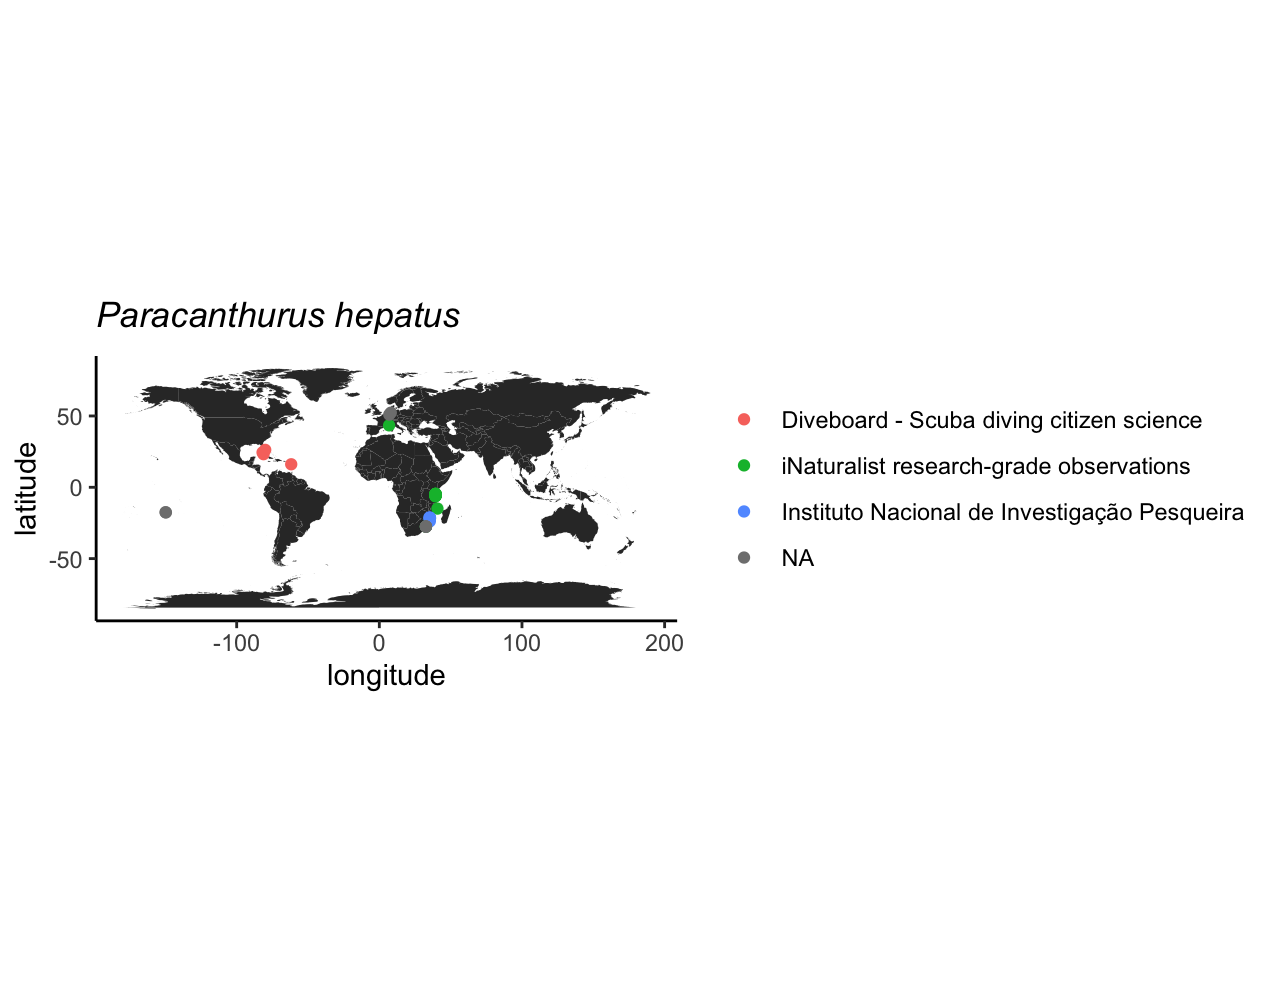 Paracanthurus hepatus
latitude
50
0
-50
-100 0 100 200
longitude
Diveboard - Scuba diving citizen science
iNaturalist research-grade observations
Instituto Nacional de Investigação Pesqueira
NA